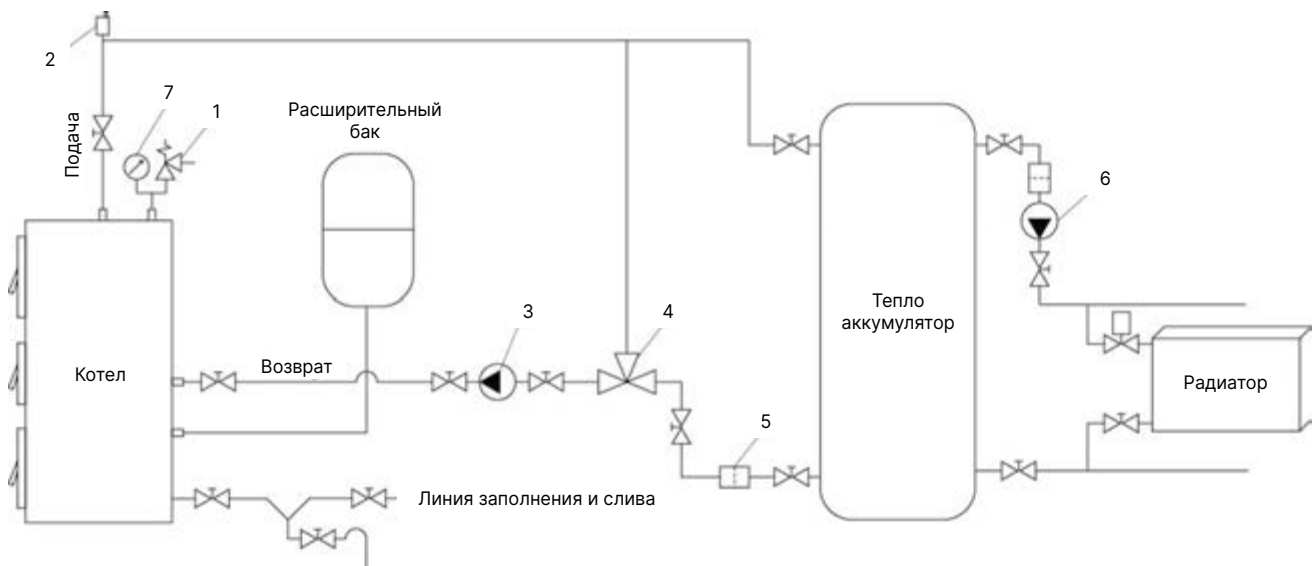 2
7
1
Подача
Расширительный
бак
6
Тепло
аккумулятор
3
4
Возврат
Котел
Радиатор
5
Линия заполнения и слива